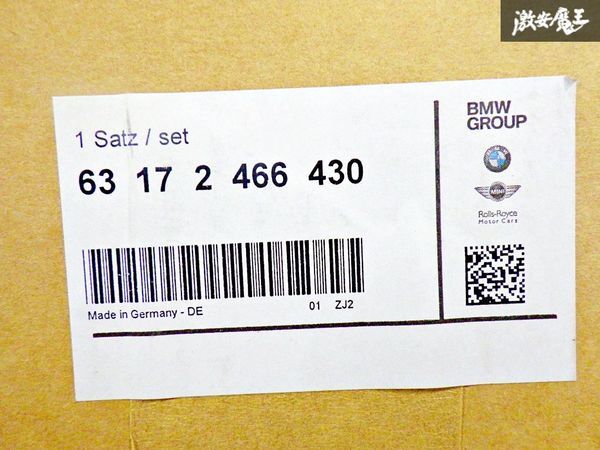 激安魔王
1 Satz / set
63 17 2 466 430
Made in Germany - DE
01 ZJ2
BMW
GROUP
MINI
Rolls-Royce
Motor Cars